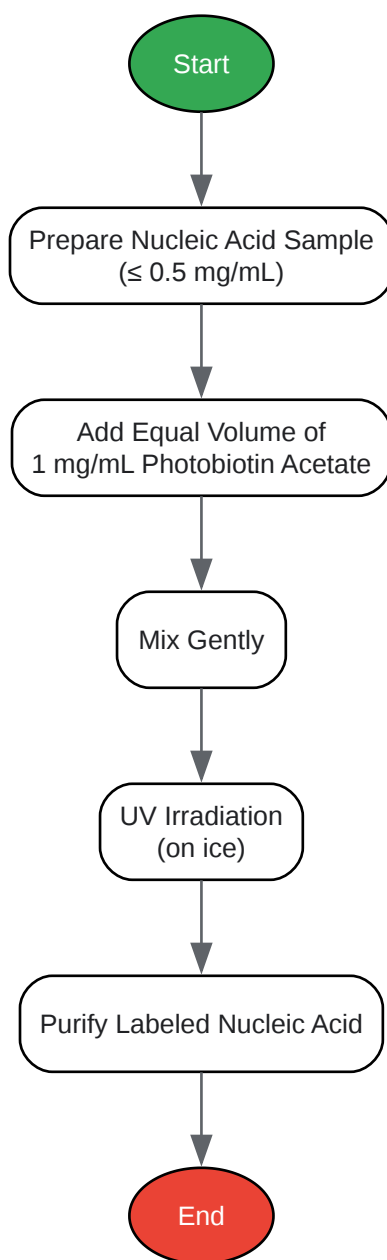 Start
Prepare Nucleic Acid Sample
(≤ 0.5 mg/mL)
Add Equal Volume of
1 mg/mL Photobiotin Acetate
Mix Gently
UV Irradiation
(on ice)
Purify Labeled Nucleic Acid
End